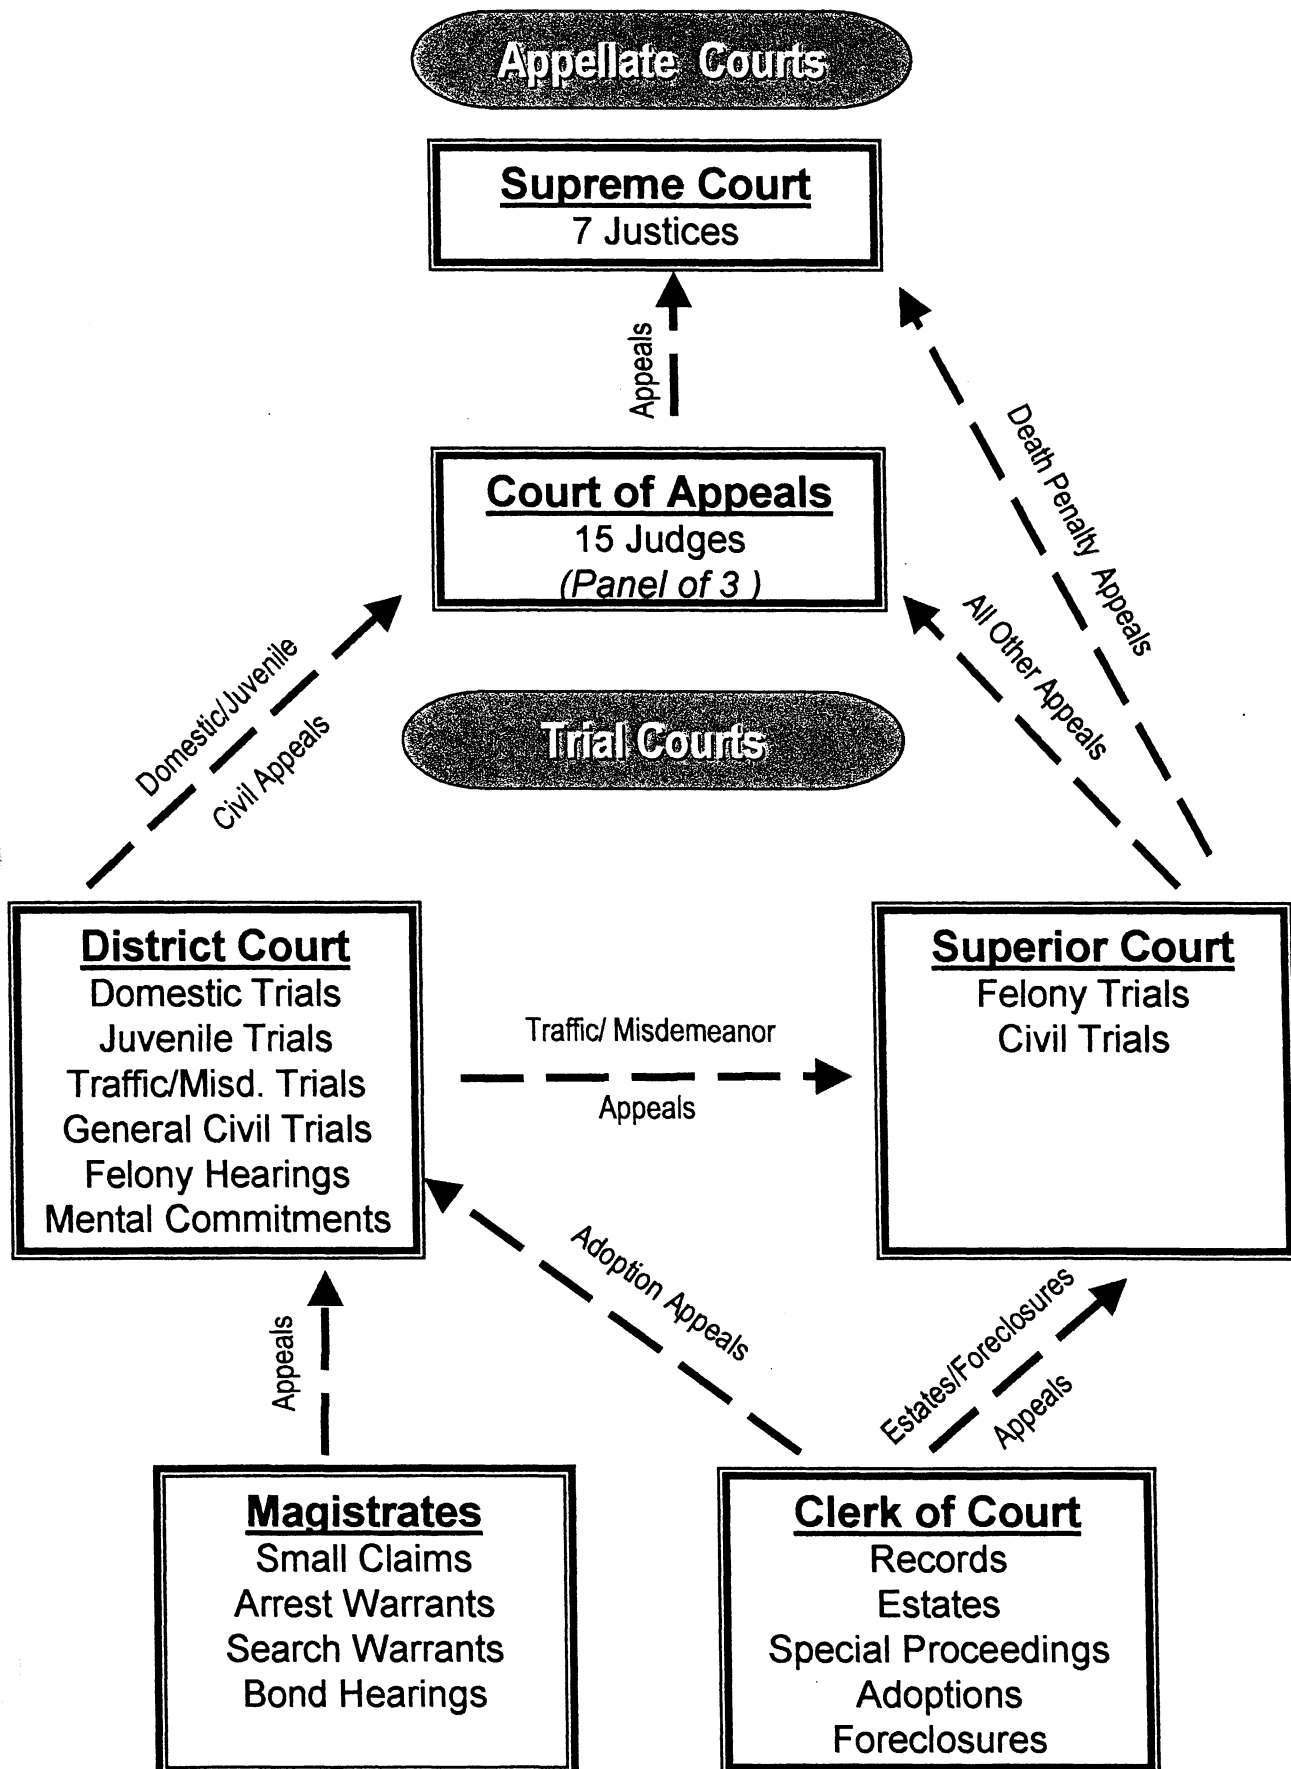 Appellate Courts
Supreme Court
7 Justices
Appeals
Death Penalty Appeals
Court of Appeals
15 Judges
(Panel of 3 )
All Other Appeals
Domestic/Juvenile
Civil Appeals
Trial Courts
District Court
Domestic Trials
Juvenile Trials
Traffic/Misd. Trials
General Civil Trials
Felony Hearings
Mental Commitments
Traffic/ Misdemeanor
Appeals
Superior Court
Felony Trials
Civil Trials
Appeals
Adoption Appeals
Estates/Foreclosures
Appeals
Magistrates
Small Claims
Arrest Warrants
Search Warrants
Bond Hearings
Clerk of Court
Records
Estates
Special Proceedings
Adoptions
Foreclosures